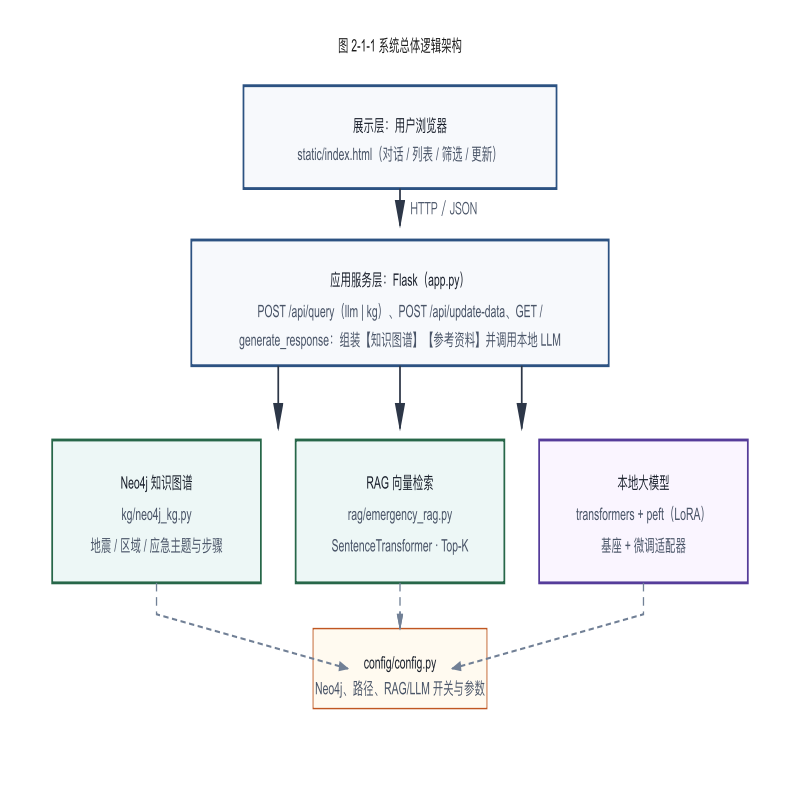 图 2-1-1 系统总体逻辑架构
展示层：用户浏览器
static/index.html（对话 / 列表 / 筛选 / 更新）
HTTP / JSON
应用服务层：Flask（app.py）
POST /api/query（llm | kg）、POST /api/update-data、GET /
generate_response：组装【知识图谱】【参考资料】并调用本地 LLM
Neo4j 知识图谱
kg/neo4j_kg.py
地震 / 区域 / 应急主题与步骤
RAG 向量检索
rag/emergency_rag.py
SentenceTransformer · Top-K
本地大模型
transformers + peft（LoRA）
基座 + 微调适配器
config/config.py
Neo4j、路径、RAG/LLM 开关与参数